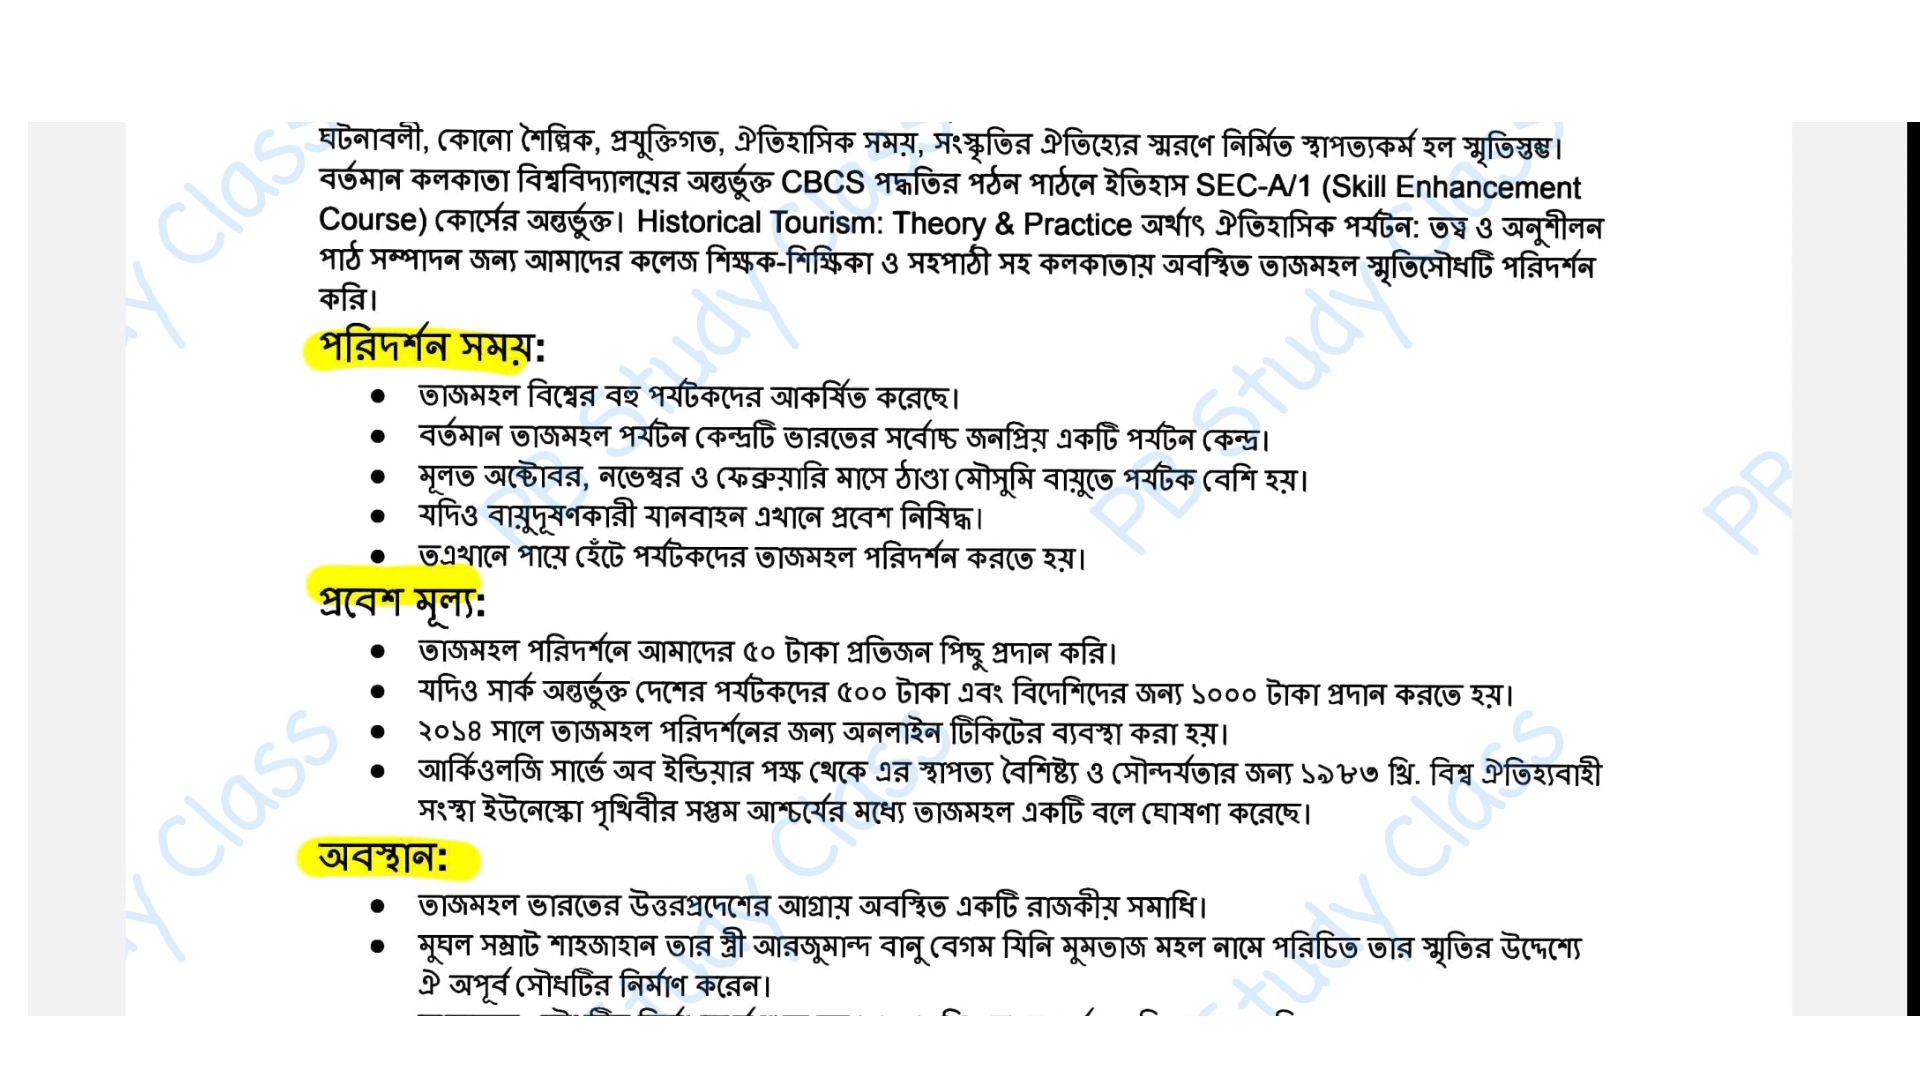 ঘটনাবলী, কোনো শৈল্পিক, প্রযুক্তিগত, ঐতিহাসিক সময়, সংস্কৃতির ঐতিহ্যের স্মরণে নির্মিত স্থাপত্যকর্ম হল স্মৃতিস্তম্ভ।
বর্তমান কলকাতা বিশ্ববিদ্যালয়ের অন্তর্ভুক্ত CBCS পদ্ধতির পঠন পাঠনে ইতিহাস SEC-A/1 (Skill Enhancement
Course) কোর্সের অন্তর্ভুক্ত। Historical Tourism: Theory & Practice অর্থাৎ ঐতিহাসিক পর্যটন: তত্ব ও অনুশীলন
পাঠ সম্পাদন জন্য আমাদের কলেজ শিক্ষক-শিক্ষিকা ও সহপাঠী সহ কলকাতায় অবস্থিত তাজমহল স্মৃতিসৌধটি পরিদর্শন
করি।
পরিদর্শন সময়:
● তাজমহল বিশ্বের বহু পর্যটকদের আকর্ষিত করেছে।
● বর্তমান তাজমহল পর্যটন কেন্দ্রটি ভারতের সর্বোচ্চ জনপ্রিয় একটি পর্যটন কেন্দ্র।
● মূলত অক্টোবর, নভেম্বর ও ফেব্রুয়ারি মাসে ঠাণ্ডা মৌসুমি বায়ুতে পর্যটক বেশি হয়।
● যদিও বায়ুদূষণকারী যানবাহন এখানে প্রবেশ নিষিদ্ধ।
● তএখানে পায়ে হেঁটে পর্যটকদের তাজমহল পরিদর্শন করতে হয়।
প্রবেশ মূল্য:
● তাজমহল পরিদর্শনে আমাদের ৫০ টাকা প্রতিজন পিছু প্রদান করি।
● যদিও সার্ক অন্তর্ভুক্ত দেশের পর্যটকদের ৫০০ টাকা এবং বিদেশিদের জন্য ১০০০ টাকা প্রদান করতে হয়।
● ২০১৪ সালে তাজমহল পরিদর্শনের জন্য অনলাইন টিকিটের ব্যবস্থা করা হয়।
● আর্কিওলজি সার্ভে অব ইন্ডিয়ার পক্ষ থেকে এর স্থাপত্য বৈশিষ্ট্য ও সৌন্দর্যতার জন্য ১৯৮৩ খ্রি. বিশ্ব ঐতিহ্যবাহী
সংস্থা ইউনেস্কো পৃথিবীর সপ্তম আশ্চর্যের মধ্যে তাজমহল একটি বলে ঘোষণা করেছে।
অবস্থান:
● তাজমহল ভারতের উত্তরপ্রদেশের আগ্রায় অবস্থিত একটি রাজকীয় সমাধি।
● মুঘল সম্রাট শাহজাহান তার স্ত্রী আরজুমান্দ বানু বেগম যিনি মুমতাজ মহল নামে পরিচিত তার স্মৃতির উদ্দেশ্যে
ঐ অপূর্ব সৌধটির নির্মাণ করেন।
PB Study Class
PB Study Class